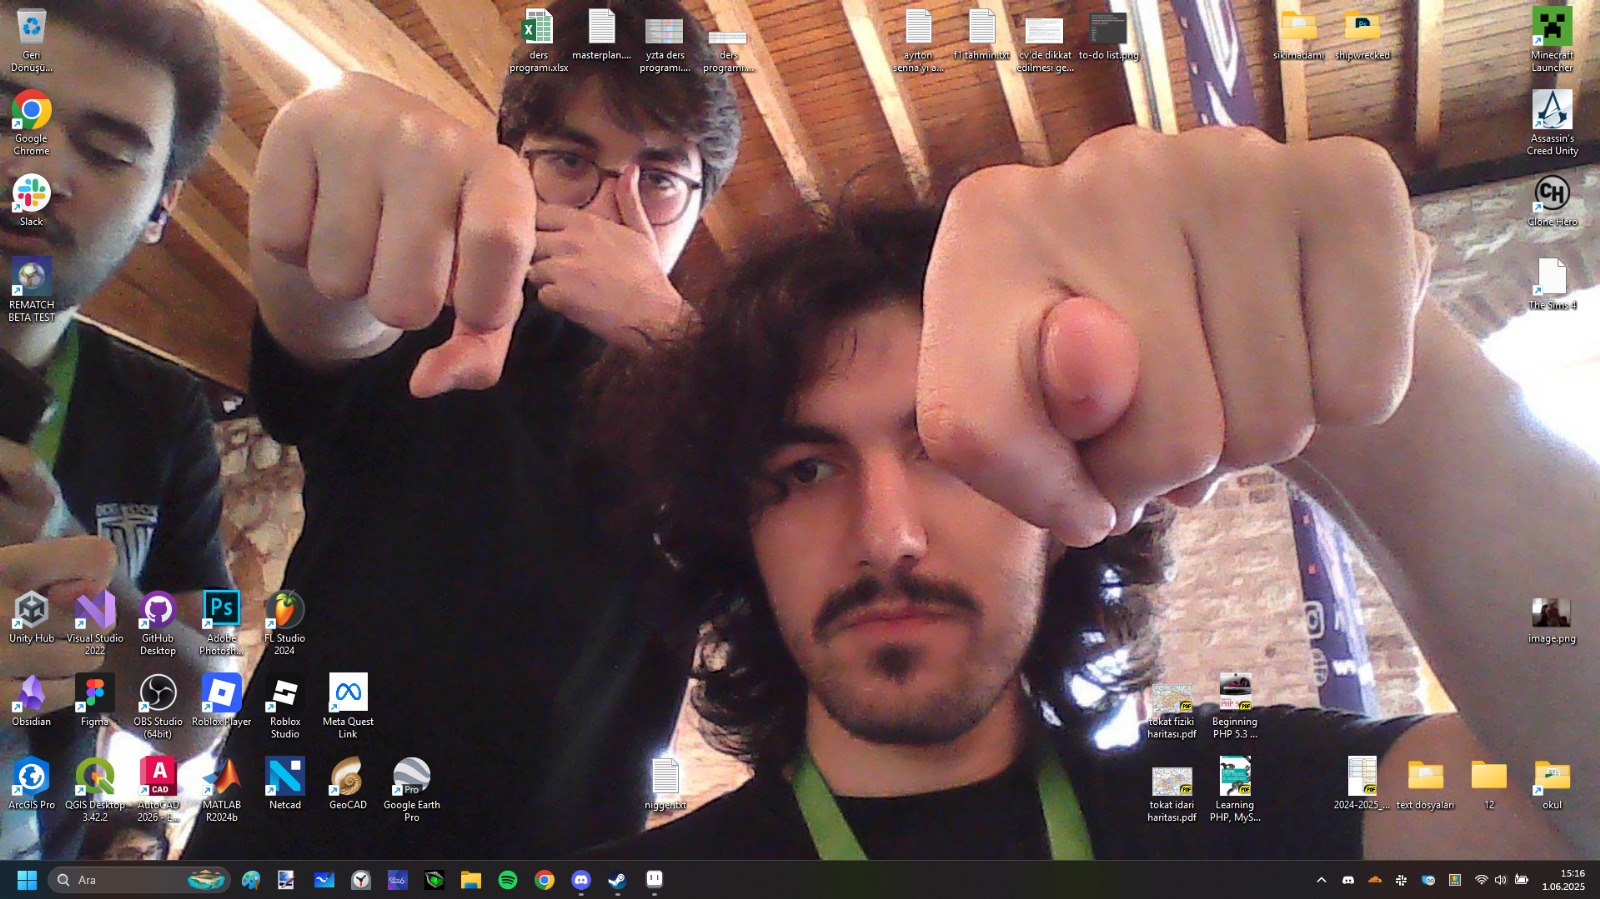 Geri
Dönüşü...
ders
programı.xlsx
masterplan....
yzta ders
programı....
ders
programı....
ayrton
senna'yı a...
f1 tahmin.txt
cv'de dikkat
edilmesi ge...
to-do list.png
sikimadami
shipwrecked
Minecraft
Launcher
Google
Chrome
Assassin's
Creed Unity
Slack
Clone Hero
REMATCH
BETA TEST
The Sims 4
Unity Hub
Visual Studio
2022
GitHub
Desktop
Adobe
Photosh...
FL Studio
2024
image.png
Obsidian
Figma
OBS Studio
(64bit)
Roblox Player
Roblox
Studio
Meta Quest
Link
tokat fiziki
haritası.pdf
Beginning
PHP 5.3 ...
ArcGIS Pro
QGIS Desktop
3.42.2
AutoCAD
2026 - E...
MATLAB
R2024b
Netcad
GeoCAD
Google Earth
Pro
nigger.txt
tokat idari
haritası.pdf
Learning
PHP, MyS...
2024-2025_...
text dosyaları
12
okul
Ara
15:16
1.06.2025